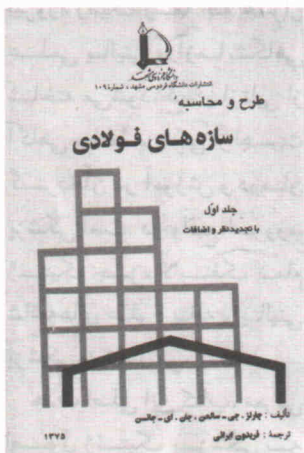 انتشارات دانشگاه فردوسی مشهد ، شمارهٔ ۱۰۹
طرح و محاسبهٔ
سازه های فولادی
جلد اوّل
با تجدیدنظر و اضافات
تألیف : چارلز . جی . سالمن ، جان . ای . جانسن
ترجمهٔ : فریدون ایرانی
۱۳۷۵